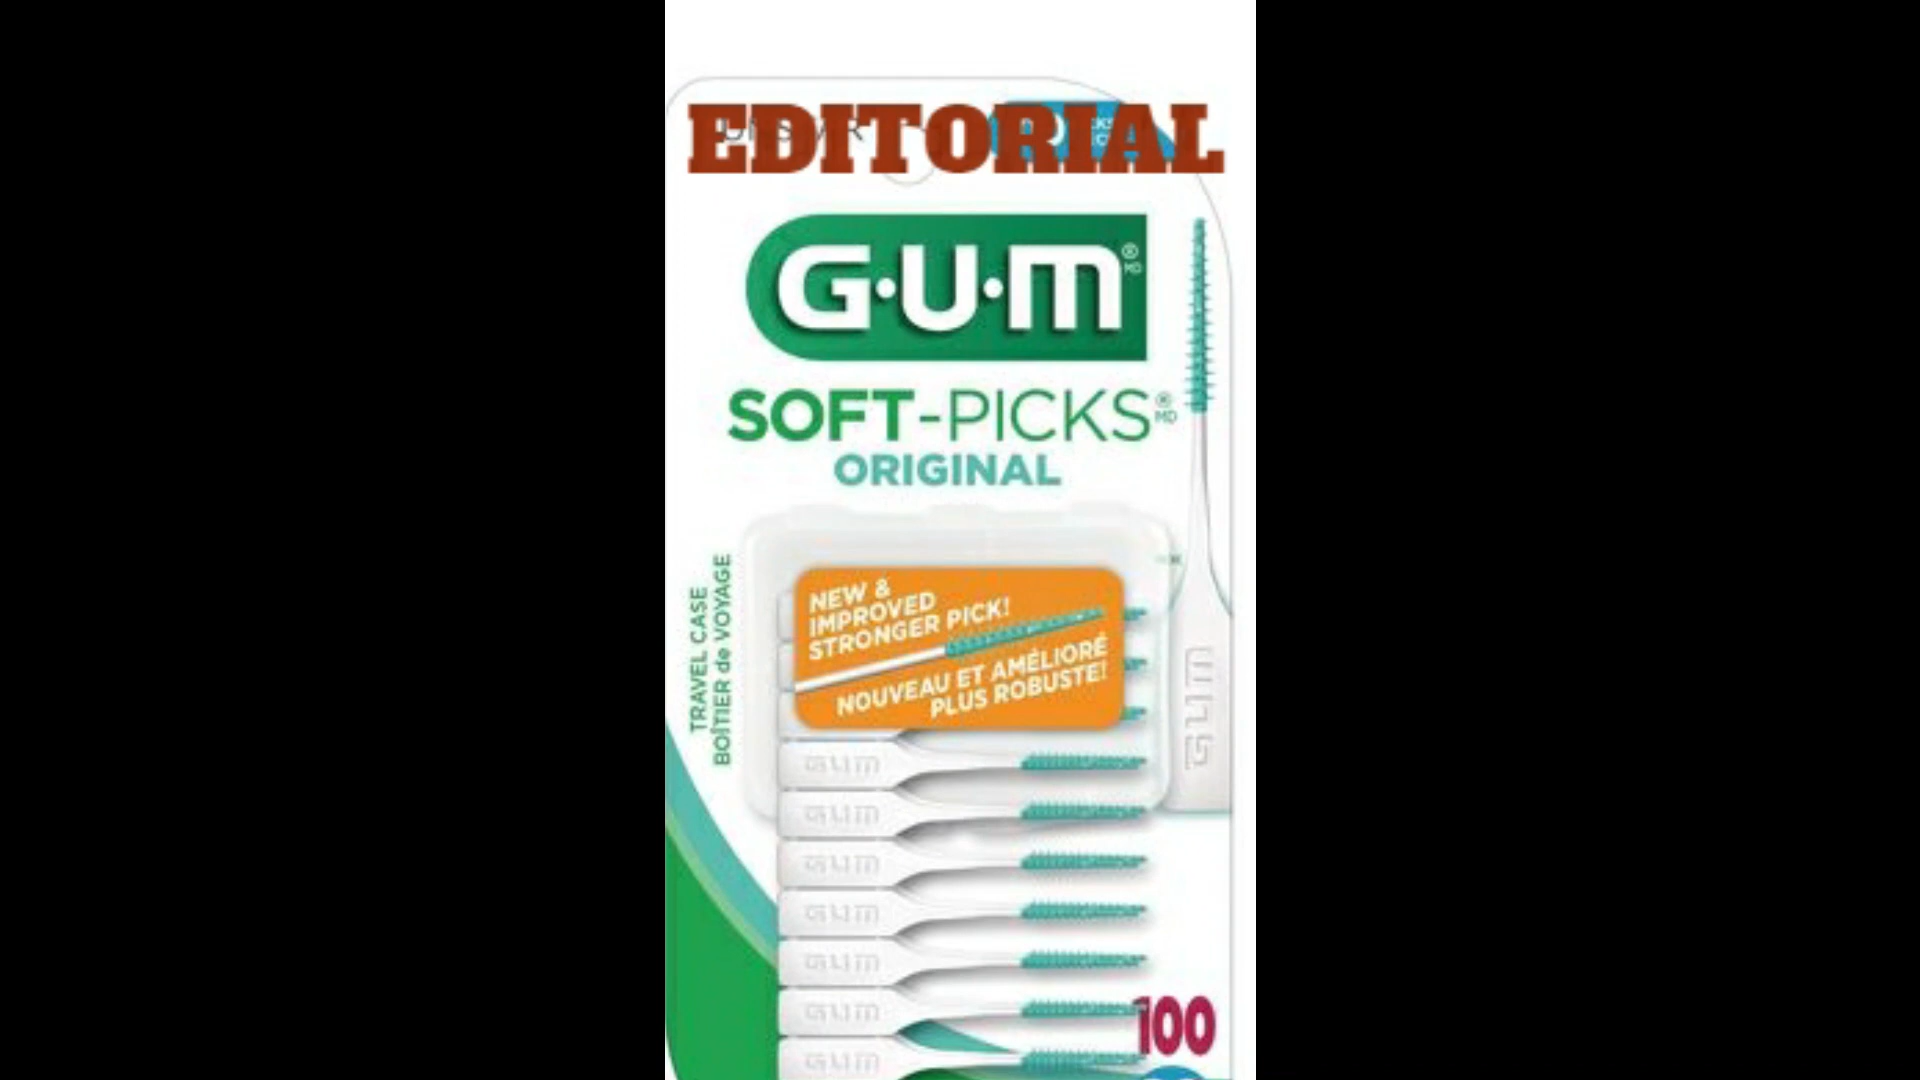 EDITORIAL
G·U·M®
MD
SOFT-PICKS®
MD
ORIGINAL
TRAVEL CASE
BOÎTIER de VOYAGE
NEW &
IMPROVED
STRONGER PICK!
NOUVEAU ET AMÉLIORÉ
PLUS ROBUSTE!
GUM
GUM
GUM
GUM
GUM
GUM
GUM
GUM
100